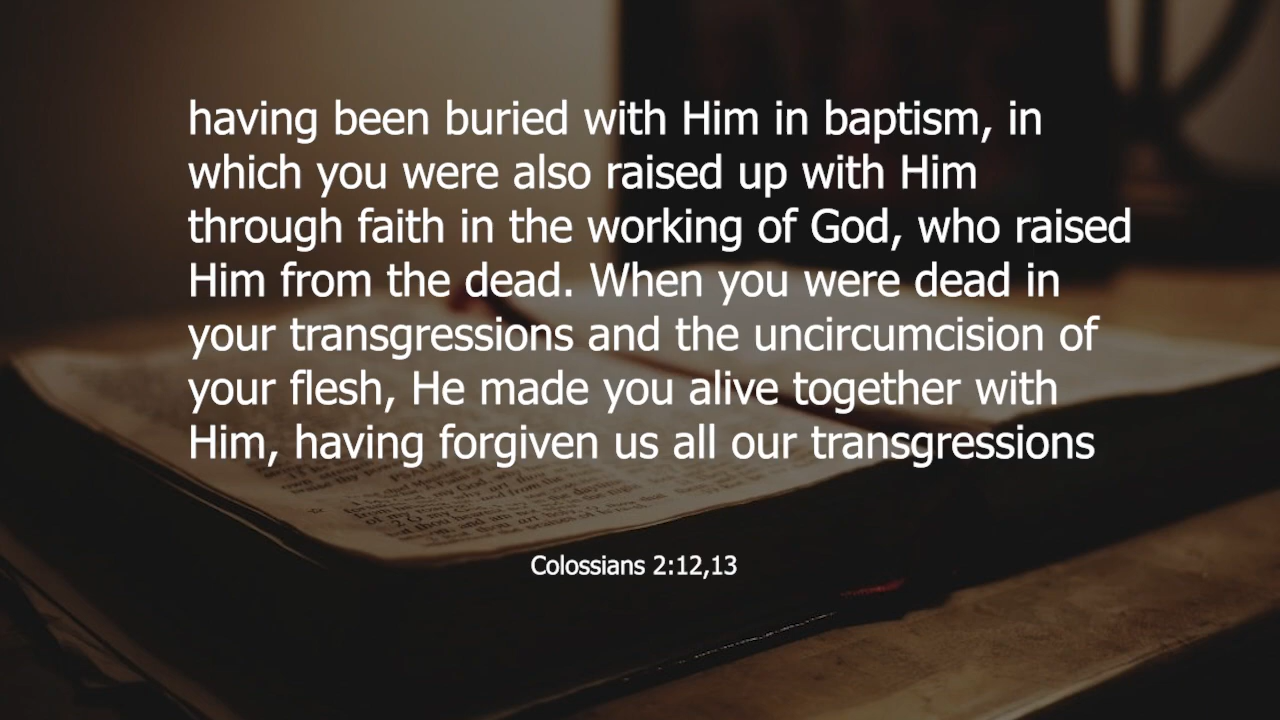 having been buried with Him in baptism, in
which you were also raised up with Him
through faith in the working of God, who raised
Him from the dead. When you were dead in
your transgressions and the uncircumcision of
your flesh, He made you alive together with
Him, having forgiven us all our transgressions
Colossians 2:12,13